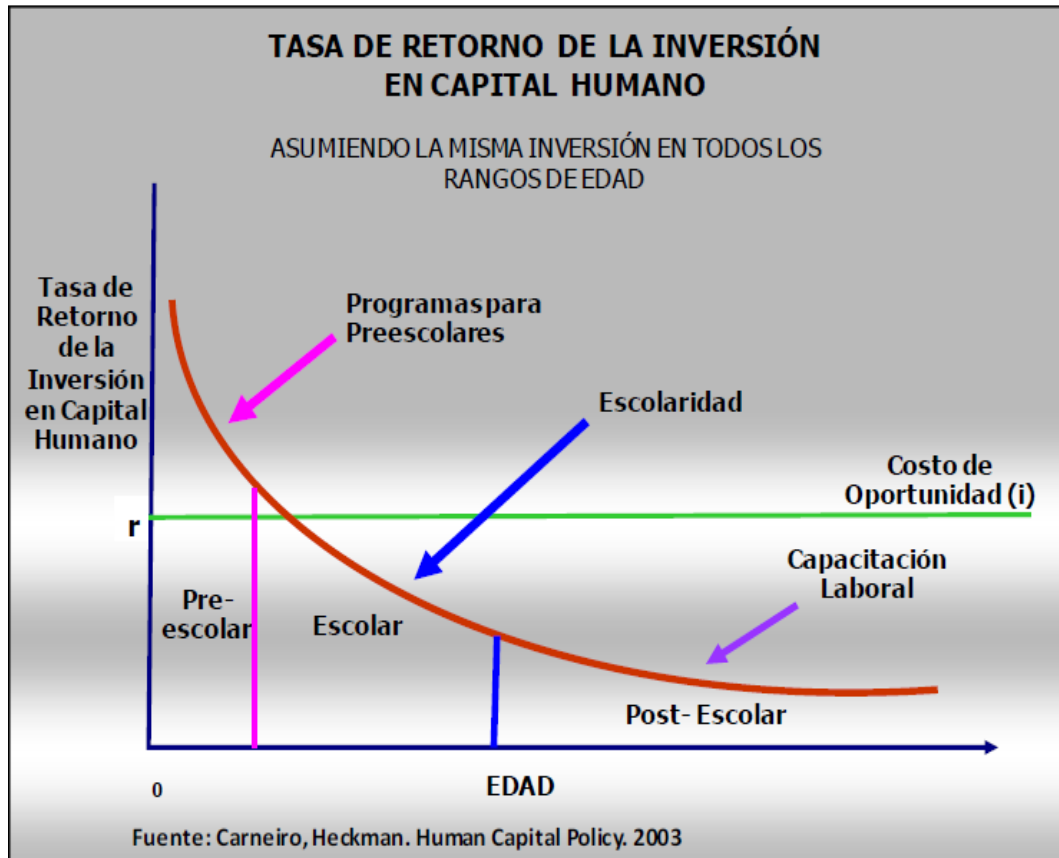 TASA DE RETORNO DE LA INVERSIÓN
EN CAPITAL HUMANO
ASUMIENDO LA MISMA INVERSIÓN EN TODOS LOS
RANGOS DE EDAD
Tasa de
Retorno
de la
Inversión
en Capital
Humano
Programas para
Preescolares
Escolaridad
Costo de
Oportunidad (i)
r
Capacitación
Laboral
Pre-
escolar
Escolar
Post- Escolar
0
EDAD
Fuente: Carneiro, Heckman. Human Capital Policy. 2003